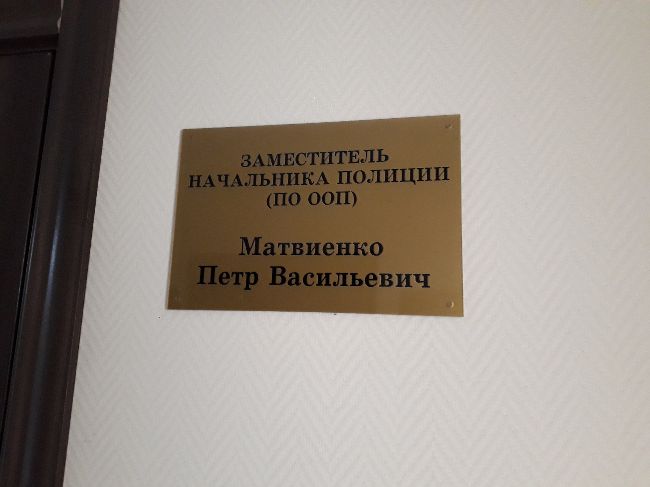 ЗАМЕСТИТЕЛЬ
НАЧАЛЬНИКА ПОЛИЦИИ
(ПО ООП)
Матвиенко
Петр Васильевич